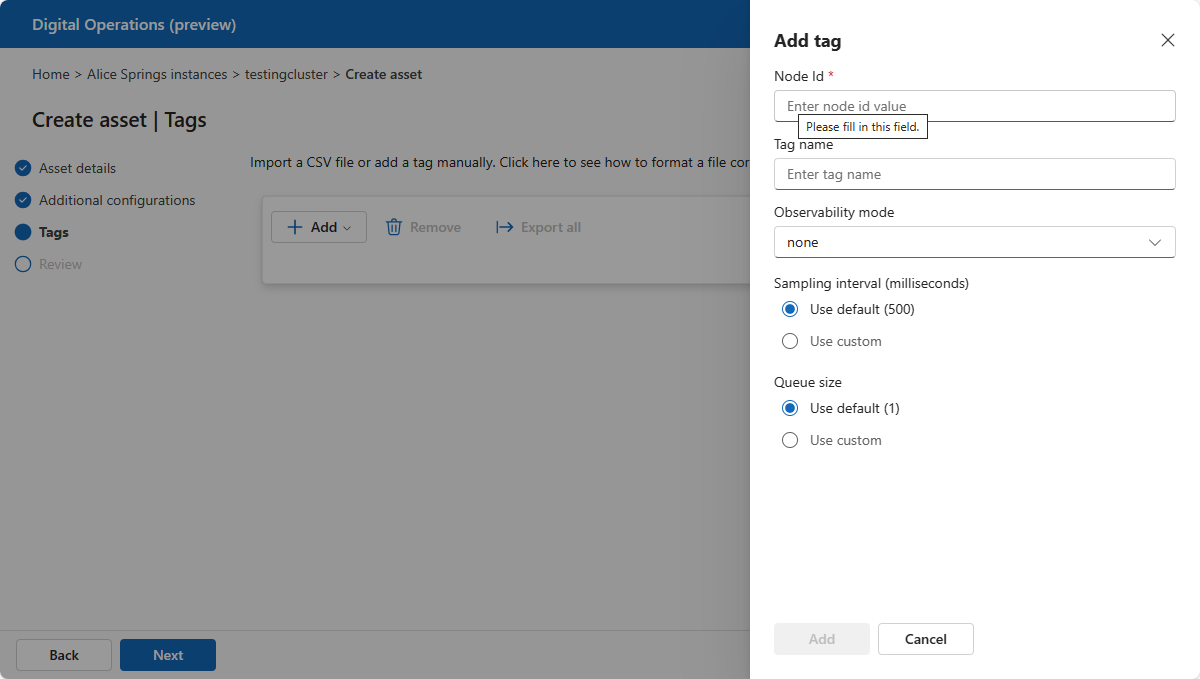 Digital Operations (preview)
Home > Alice Springs instances > testingcluster > Create asset
Create asset | Tags
Asset details
Additional configurations
Tags
Review
Import a CSV file or add a tag manually. Click here to see how to format a file cor
Add
Remove
Export all
Back
Next
Add tag
Node Id *
Enter node id value
Please fill in this field.
Tag name
Enter tag name
Observability mode
none
Sampling interval (milliseconds)
Use default (500)
Use custom
Queue size
Use default (1)
Use custom
Add
Cancel